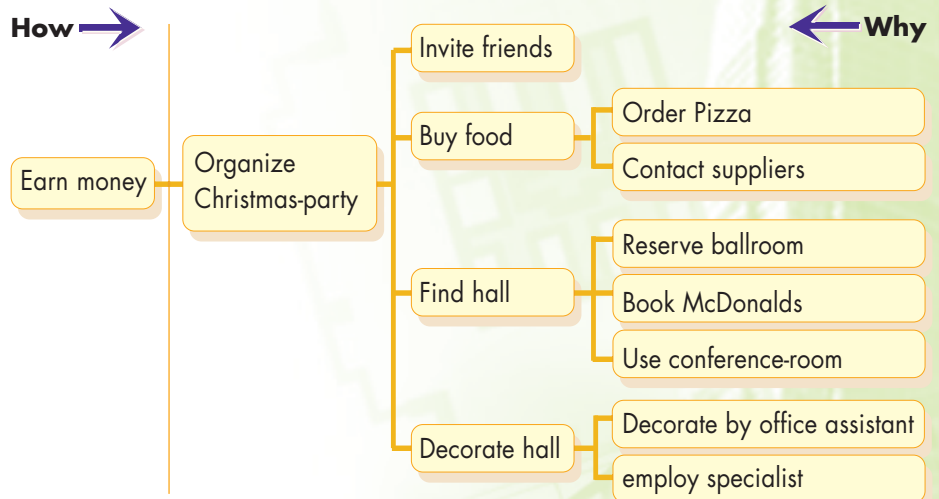 How
Why
Earn money
Organize
Christmas-party
Invite friends
Buy food
Order Pizza
Contact suppliers
Find hall
Reserve ballroom
Book McDonalds
Use conference-room
Decorate hall
Decorate by office assistant
employ specialist